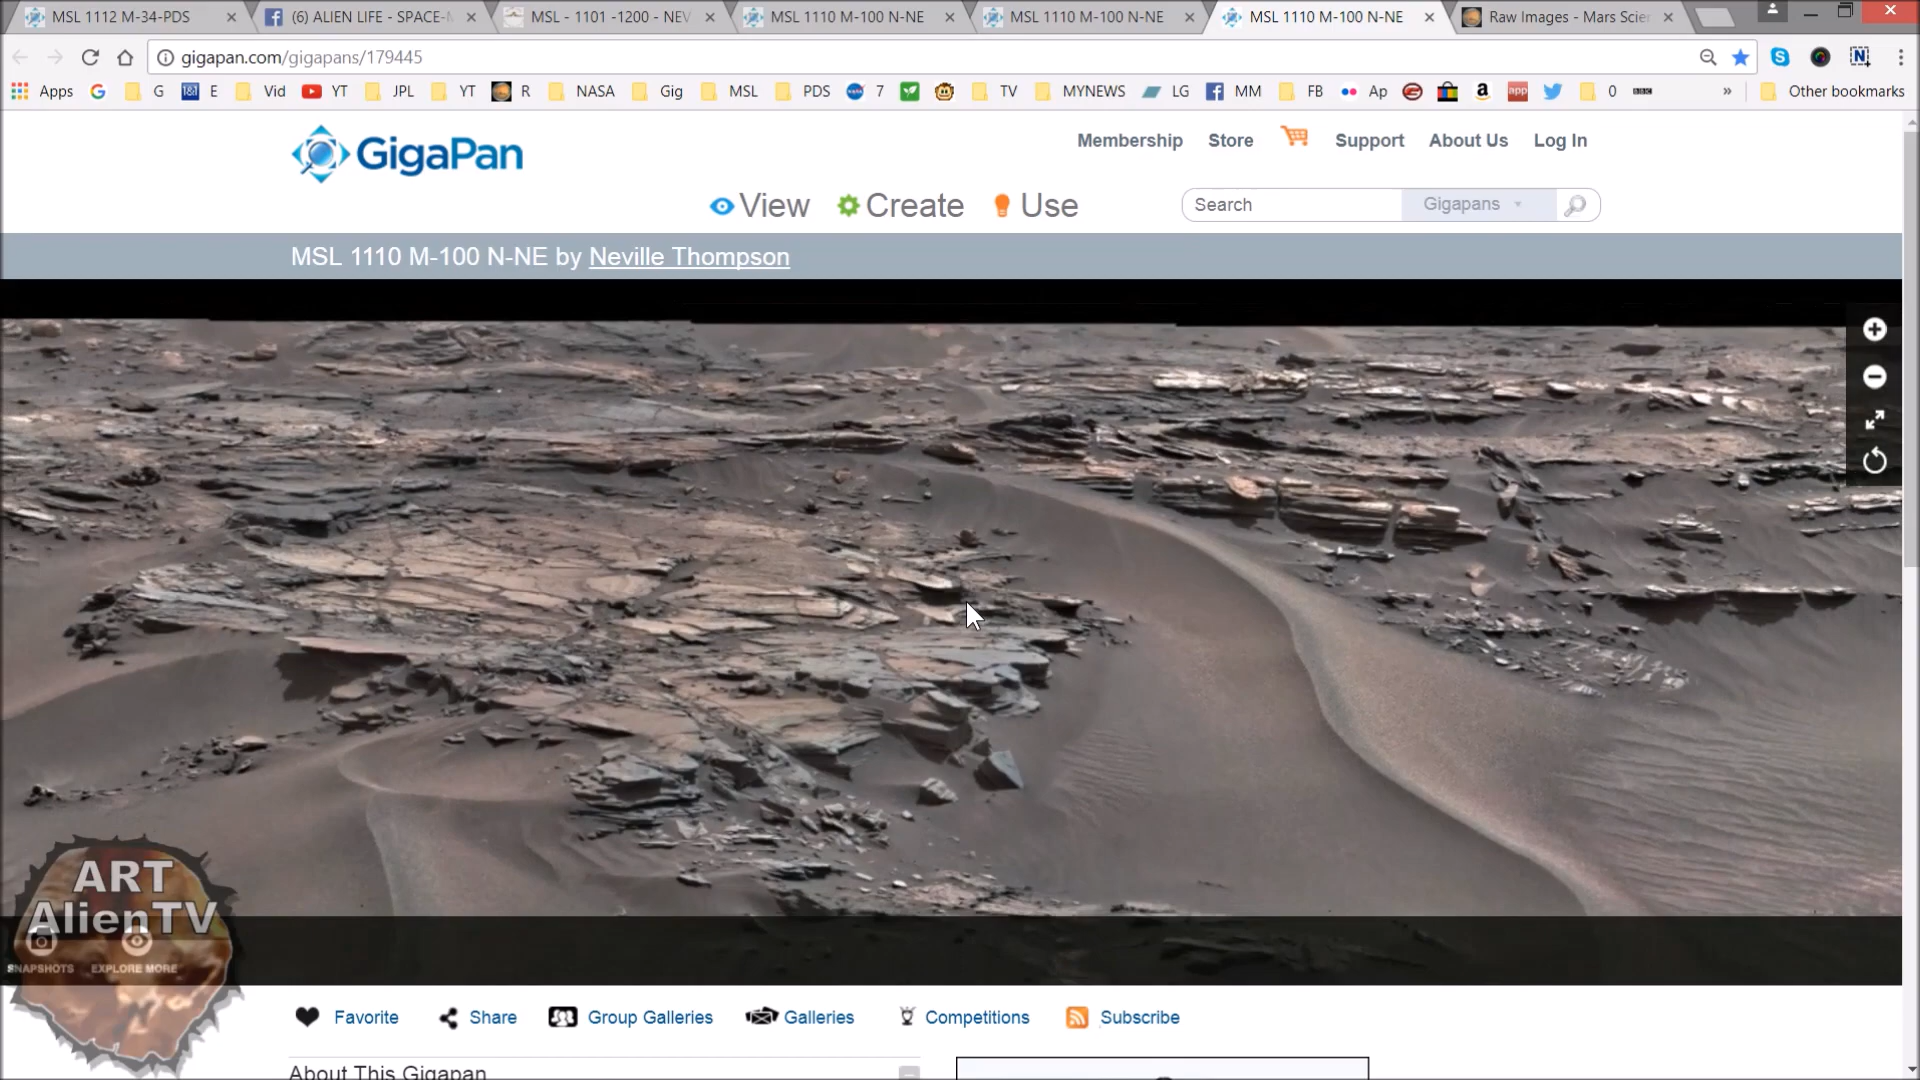 MSL 1112 M-34-PDS
(6) ALIEN LIFE - SPACE-
MSL - 1101 -1200 - NEV
MSL 1110 M-100 N-NE
MSL 1110 M-100 N-NE
MSL 1110 M-100 N-NE
Raw Images - Mars Scie
gigapan.com/gigapans/179445
Apps G E Vid YT JPL YT R NASA Gig MSL PDS 7 TV MYNEWS LG MM FB Ap app 0 BBC » Other bookmarks
GigaPan
Membership Store Support About Us Log In
View Create Use
Search Gigapans
MSL 1110 M-100 N-NE by Neville Thompson
ART
AlienTV
SNAPSHOTS EXPLORE MORE
Favorite Share Group Galleries Galleries Competitions Subscribe
About This Gigapan